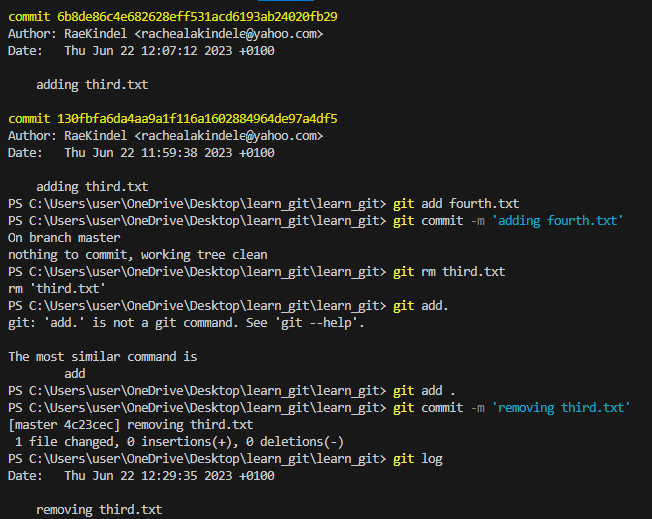 commit 6b8de86c4e682628eff531acd6193ab24020fb29
Author: RaeKindel <rachealakindele@yahoo.com>
Date:   Thu Jun 22 12:07:12 2023 +0100

    adding third.txt

commit 130fbfa6da4aa9a1f116a1602884964de97a4df5
Author: RaeKindel <rachealakindele@yahoo.com>
Date:   Thu Jun 22 11:59:38 2023 +0100

    adding third.txt
PS C:\Users\user\OneDrive\Desktop\learn_git\learn_git> git add fourth.txt
PS C:\Users\user\OneDrive\Desktop\learn_git\learn_git> git commit -m 'adding fourth.txt'
On branch master
nothing to commit, working tree clean
PS C:\Users\user\OneDrive\Desktop\learn_git\learn_git> git rm third.txt
rm 'third.txt'
PS C:\Users\user\OneDrive\Desktop\learn_git\learn_git> git add.
git: 'add.' is not a git command. See 'git --help'.

The most similar command is
        add
PS C:\Users\user\OneDrive\Desktop\learn_git\learn_git> git add .
PS C:\Users\user\OneDrive\Desktop\learn_git\learn_git> git commit -m 'removing third.txt'
[master 4c23cec] removing third.txt
 1 file changed, 0 insertions(+), 0 deletions(-)
PS C:\Users\user\OneDrive\Desktop\learn_git\learn_git> git log
Date:   Thu Jun 22 12:29:35 2023 +0100

    removing third.txt